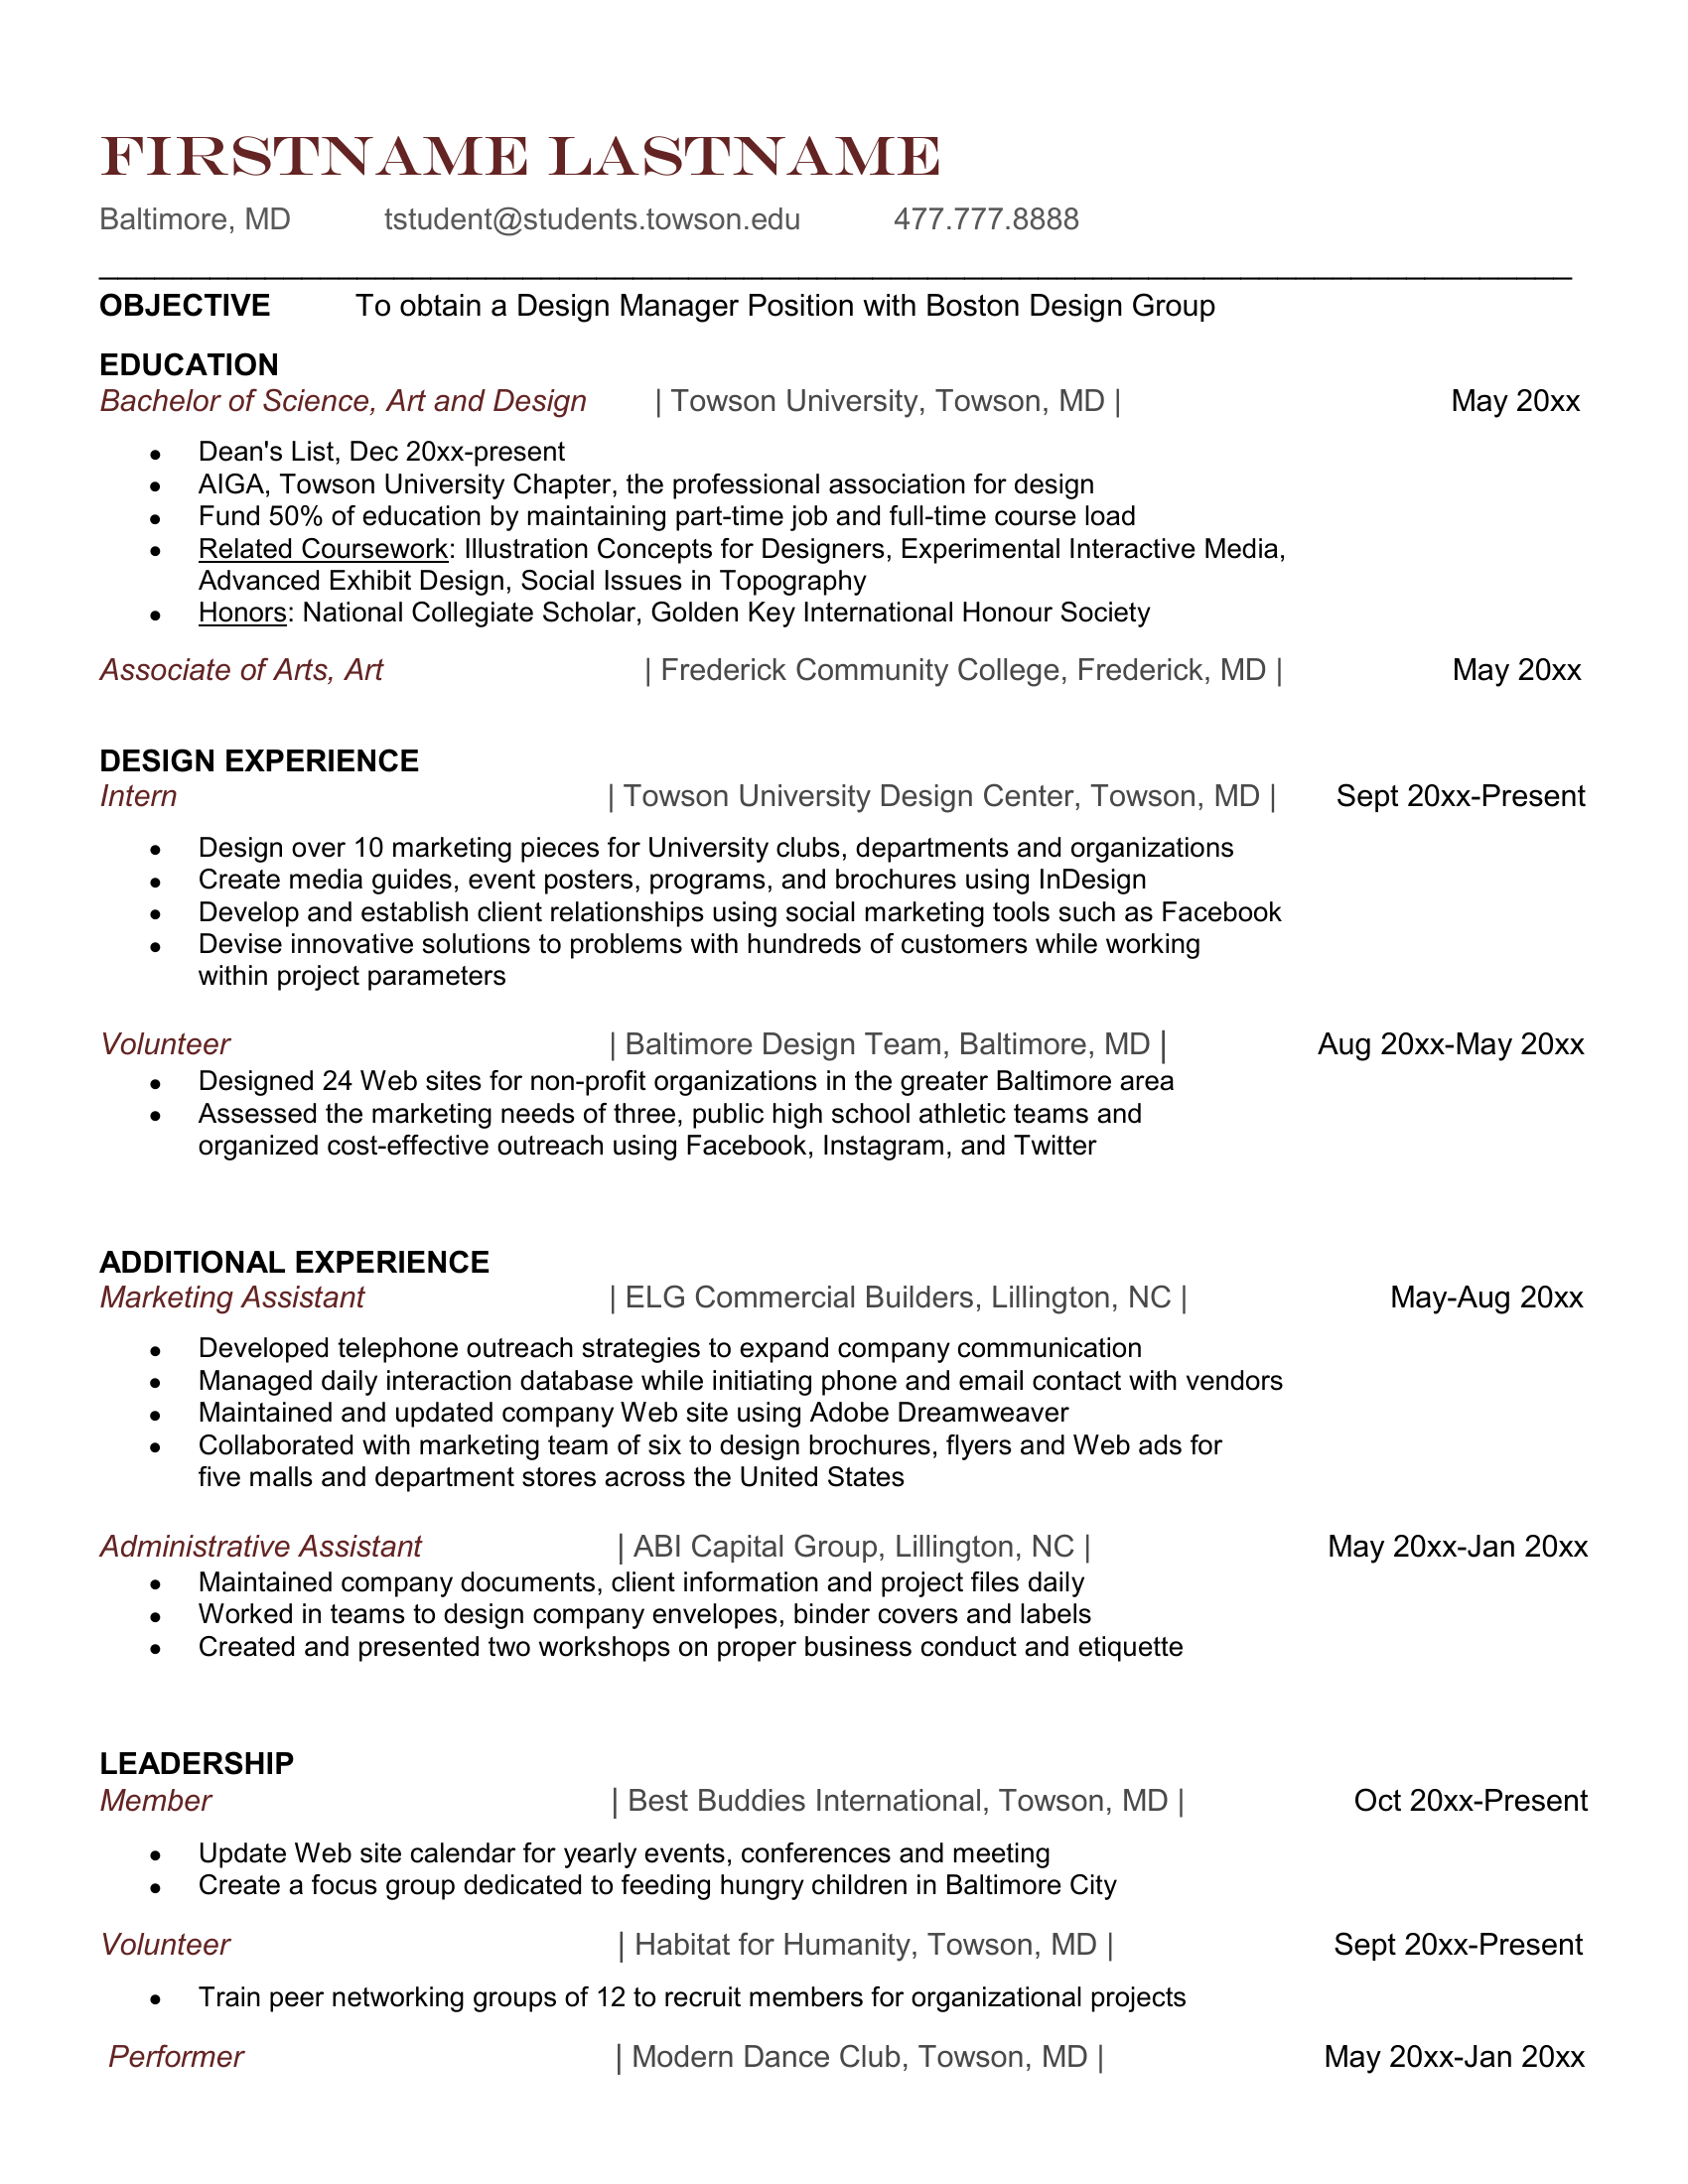 FIRSTNAME LASTNAME
Baltimore, MD tstudent@students.towson.edu 477.777.8888
OBJECTIVE To obtain a Design Manager Position with Boston Design Group
EDUCATION
Bachelor of Science, Art and Design | Towson University, Towson, MD | May 20xx
• Dean's List, Dec 20xx-present
• AIGA, Towson University Chapter, the professional association for design
• Fund 50% of education by maintaining part-time job and full-time course load
• Related Coursework: Illustration Concepts for Designers, Experimental Interactive Media,
Advanced Exhibit Design, Social Issues in Topography
• Honors: National Collegiate Scholar, Golden Key International Honour Society
Associate of Arts, Art | Frederick Community College, Frederick, MD | May 20xx
DESIGN EXPERIENCE
Intern | Towson University Design Center, Towson, MD | Sept 20xx-Present
• Design over 10 marketing pieces for University clubs, departments and organizations
• Create media guides, event posters, programs, and brochures using InDesign
• Develop and establish client relationships using social marketing tools such as Facebook
• Devise innovative solutions to problems with hundreds of customers while working
within project parameters
Volunteer | Baltimore Design Team, Baltimore, MD | Aug 20xx-May 20xx
• Designed 24 Web sites for non-profit organizations in the greater Baltimore area
• Assessed the marketing needs of three, public high school athletic teams and
organized cost-effective outreach using Facebook, Instagram, and Twitter
ADDITIONAL EXPERIENCE
Marketing Assistant | ELG Commercial Builders, Lillington, NC | May-Aug 20xx
• Developed telephone outreach strategies to expand company communication
• Managed daily interaction database while initiating phone and email contact with vendors
• Maintained and updated company Web site using Adobe Dreamweaver
• Collaborated with marketing team of six to design brochures, flyers and Web ads for
five malls and department stores across the United States
Administrative Assistant | ABI Capital Group, Lillington, NC | May 20xx-Jan 20xx
• Maintained company documents, client information and project files daily
• Worked in teams to design company envelopes, binder covers and labels
• Created and presented two workshops on proper business conduct and etiquette
LEADERSHIP
Member | Best Buddies International, Towson, MD | Oct 20xx-Present
• Update Web site calendar for yearly events, conferences and meeting
• Create a focus group dedicated to feeding hungry children in Baltimore City
Volunteer | Habitat for Humanity, Towson, MD | Sept 20xx-Present
• Train peer networking groups of 12 to recruit members for organizational projects
Performer | Modern Dance Club, Towson, MD | May 20xx-Jan 20xx